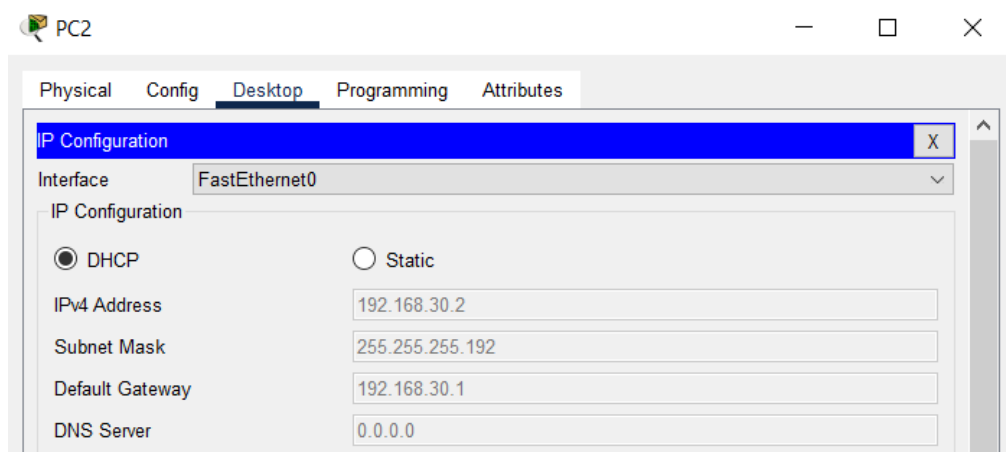 PC2
Physical Config Desktop Programming Attributes
IP Configuration X
Interface FastEthernet0
IP Configuration
DHCP Static
IPv4 Address 192.168.30.2
Subnet Mask 255.255.255.192
Default Gateway 192.168.30.1
DNS Server 0.0.0.0